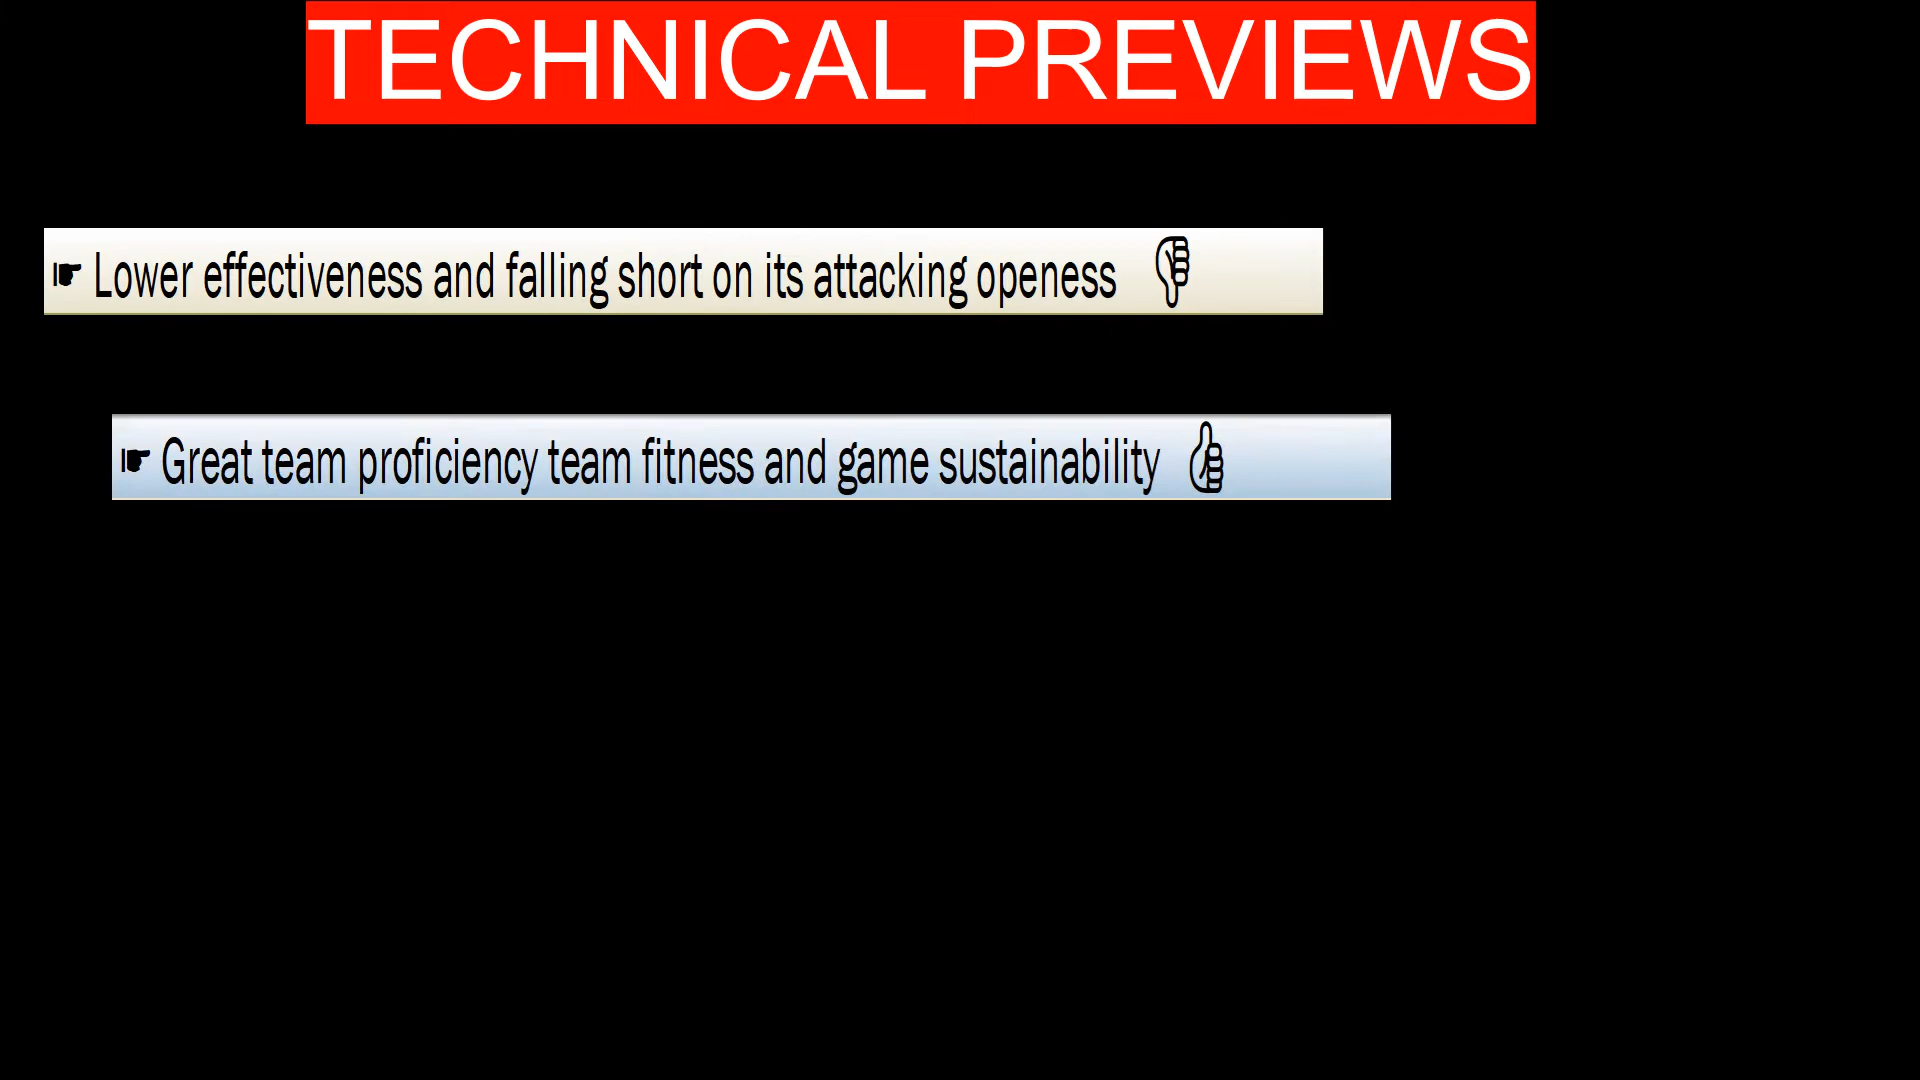 TECHNICAL PREVIEWS
☛ Lower effectiveness and falling short on its attacking openess 👎
☛ Great team proficiency team fitness and game sustainability 👍